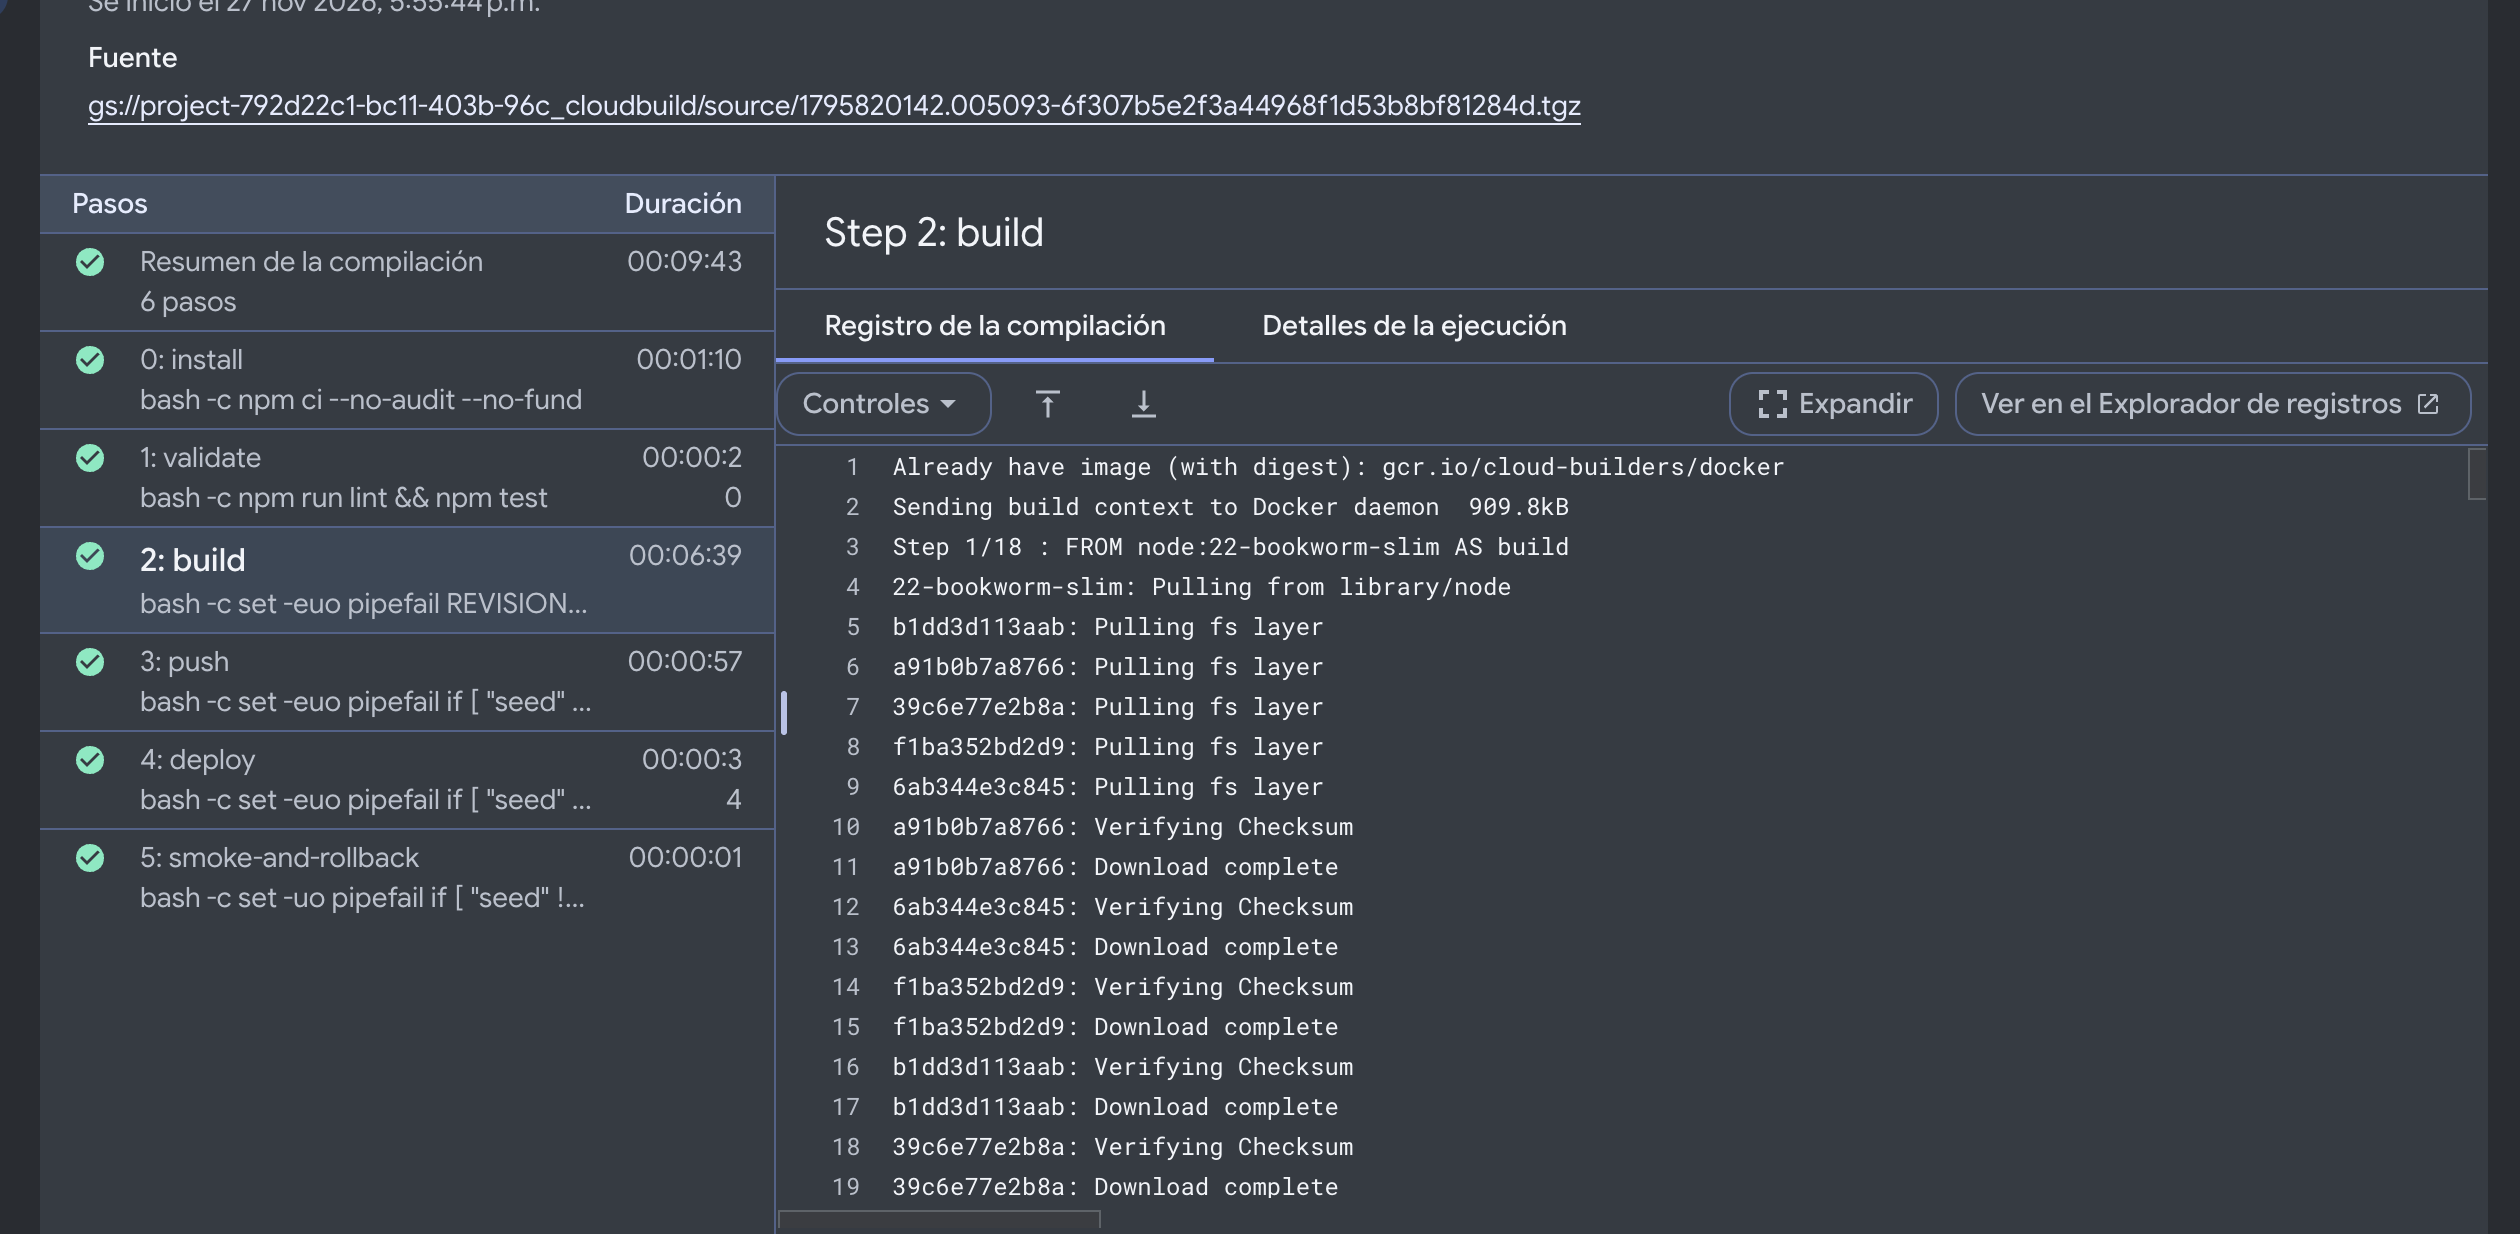 Se inició el 27 nov 2026, 5:55:44 p.m.
Fuente
gs://project-792d22c1-bc11-403b-96c_cloudbuild/source/1795820142.005093-6f307b5e2f3a44968f1d53b8bf81284d.tgz
Pasos Duración
Resumen de la compilación 00:09:43
6 pasos
0: install 00:01:10
bash -c npm ci --no-audit --no-fund
1: validate 00:00:2
bash -c npm run lint && npm test 0
2: build 00:06:39
bash -c set -euo pipefail REVISION...
3: push 00:00:57
bash -c set -euo pipefail if [ "seed" ...
4: deploy 00:00:3
bash -c set -euo pipefail if [ "seed" ... 4
5: smoke-and-rollback 00:00:01
bash -c set -uo pipefail if [ "seed" !...
Step 2: build
Registro de la compilación Detalles de la ejecución
Controles Expandir Ver en el Explorador de registros
1 Already have image (with digest): gcr.io/cloud-builders/docker
2 Sending build context to Docker daemon  909.8kB
3 Step 1/18 : FROM node:22-bookworm-slim AS build
4 22-bookworm-slim: Pulling from library/node
5 b1dd3d113aab: Pulling fs layer
6 a91b0b7a8766: Pulling fs layer
7 39c6e77e2b8a: Pulling fs layer
8 f1ba352bd2d9: Pulling fs layer
9 6ab344e3c845: Pulling fs layer
10 a91b0b7a8766: Verifying Checksum
11 a91b0b7a8766: Download complete
12 6ab344e3c845: Verifying Checksum
13 6ab344e3c845: Download complete
14 f1ba352bd2d9: Verifying Checksum
15 f1ba352bd2d9: Download complete
16 b1dd3d113aab: Verifying Checksum
17 b1dd3d113aab: Download complete
18 39c6e77e2b8a: Verifying Checksum
19 39c6e77e2b8a: Download complete